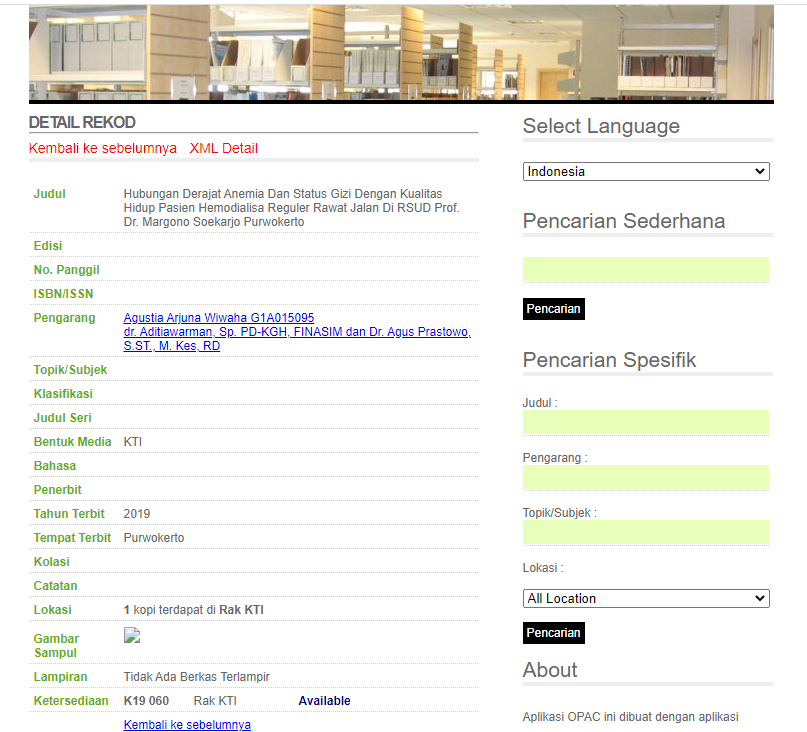 DETAIL REKOD
Kembali ke sebelumnya XML Detail
Judul
Hubungan Derajat Anemia Dan Status Gizi Dengan Kualitas
Hidup Pasien Hemodialisa Reguler Rawat Jalan Di RSUD Prof.
Dr. Margono Soekarjo Purwokerto
Edisi
No. Panggil
ISBN/ISSN
Pengarang
Agustia Arjuna Wiwaha G1A015095
dr. Aditiawarman, Sp. PD-KGH, FINASIM dan Dr. Agus Prastowo,
S.ST., M. Kes, RD
Topik/Subjek
Klasifikasi
Judul Seri
Bentuk Media KTI
Bahasa
Penerbit
Tahun Terbit 2019
Tempat Terbit Purwokerto
Kolasi
Catatan
Lokasi 1 kopi terdapat di Rak KTI
Gambar
Sampul
Lampiran Tidak Ada Berkas Terlampir
Ketersediaan K19 060 Rak KTI Available
Kembali ke sebelumnya
Select Language
Indonesia
Pencarian Sederhana
Pencarian
Pencarian Spesifik
Judul :
Pengarang :
Topik/Subjek :
Lokasi :
All Location
Pencarian
About
Aplikasi OPAC ini dibuat dengan aplikasi